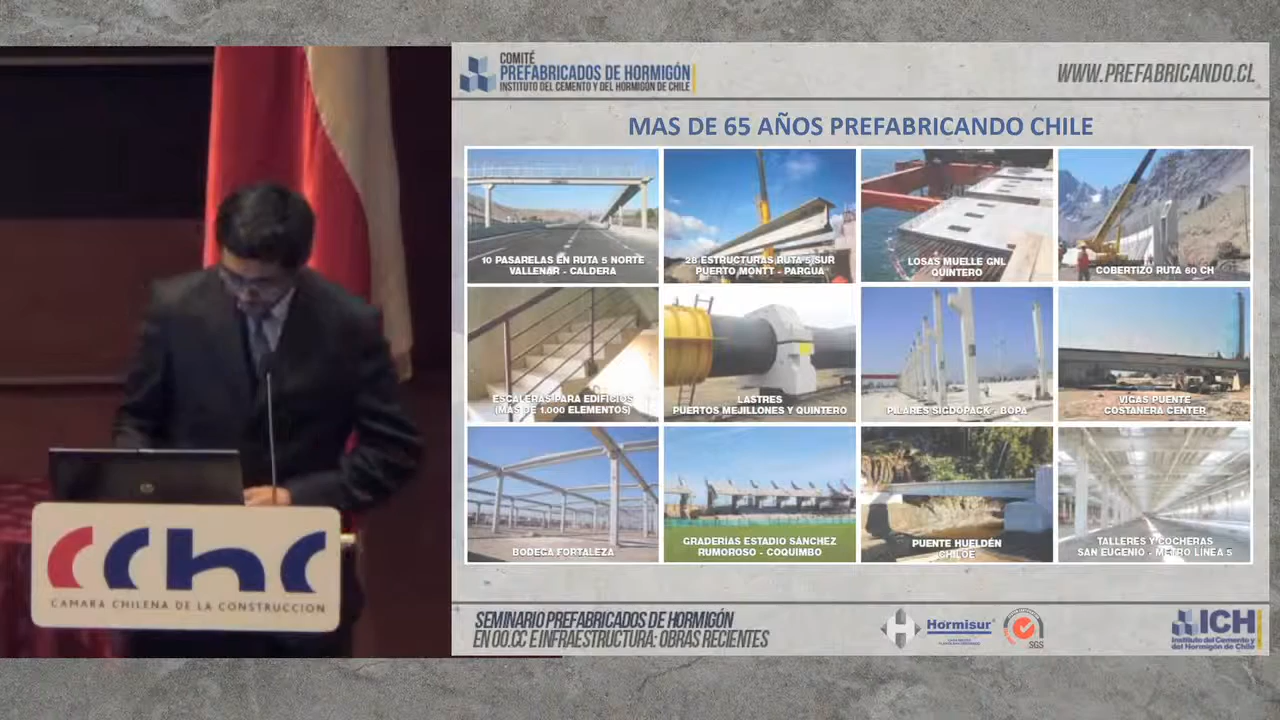 COMITÉ
PREFABRICADOS DE HORMIGÓN
INSTITUTO DEL CEMENTO Y DEL HORMIGÓN DE CHILE
WWW.PREFABRICANDO.CL
MAS DE 65 AÑOS PREFABRICANDO CHILE
10 PASARELAS EN RUTA 5 NORTE
VALLENAR - CALDERA
28 ESTRUCTURAS RUTA 5 SUR
PUERTO MONTT - PARGUA
LOSAS MUELLE GNL
QUINTERO
COBERTIZO RUTA 60 CH
ESCALERAS PARA EDIFICIOS
(MAS DE 1.000 ELEMENTOS)
LASTRES
PUERTOS MEJILLONES Y QUINTERO
PILARES SIGDOPACK - BOPA
VIGAS PUENTE
COSTANERA CENTER
BODEGA FORTALEZA
GRADERIAS ESTADIO SÁNCHEZ
RUMOROSO - COQUIMBO
PUENTE HUELDÉN
CHILOE
TALLERES Y COCHERAS
SAN EUGENIO - METRO LINEA 5
CChC
CAMARA CHILENA DE LA CONSTRUCCION
SEMINARIO PREFABRICADOS DE HORMIGÓN
EN OO.CC E INFRAESTRUCTURA: OBRAS RECIENTES
Hormisur
SGS
ICH
Instituto del Cemento y
del Hormigón de Chile